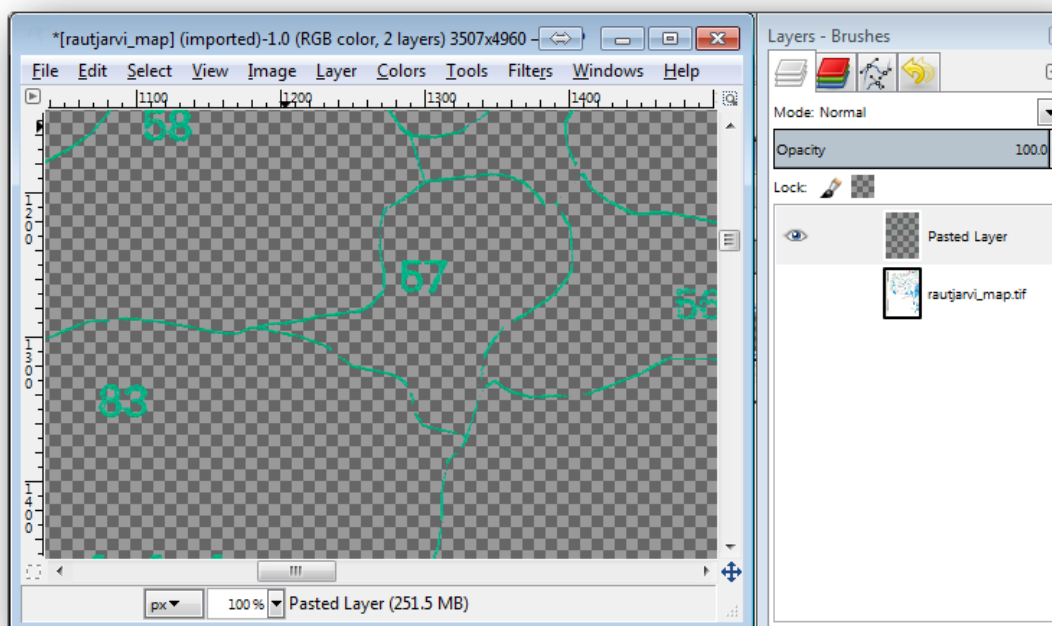 *[rautjarvi_map] (imported)-1.0 (RGB color, 2 layers) 3507x4960 –
File Edit Select View Image Layer Colors Tools Filters Windows Help
1100 1200 1300 1400
1200
1300
1400
58
57
56
83
px 100% Pasted Layer (251.5 MB)
Layers - Brushes
Mode: Normal
Opacity 100.0
Lock:
Pasted Layer
rautjarvi_map.tif